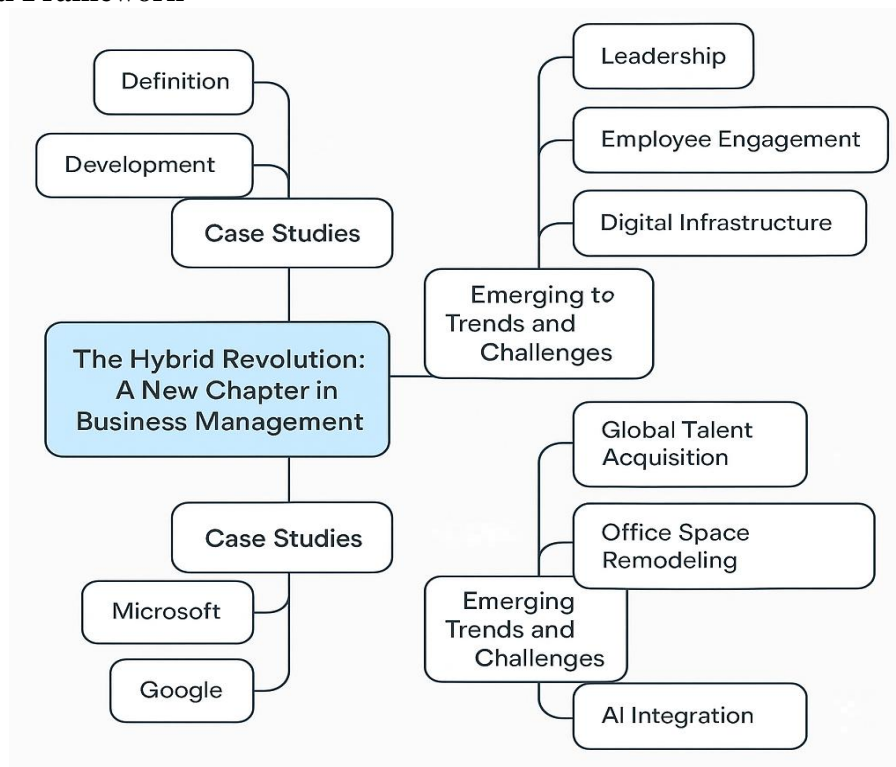 Definition
Development
Case Studies
The Hybrid Revolution:
A New Chapter in
Business Management
Case Studies
Microsoft
Google
Leadership
Employee Engagement
Digital Infrastructure
Emerging to
Trends and
Challenges
Global Talent
Acquisition
Office Space
Remodeling
Emerging
Trends and
Challenges
AI Integration